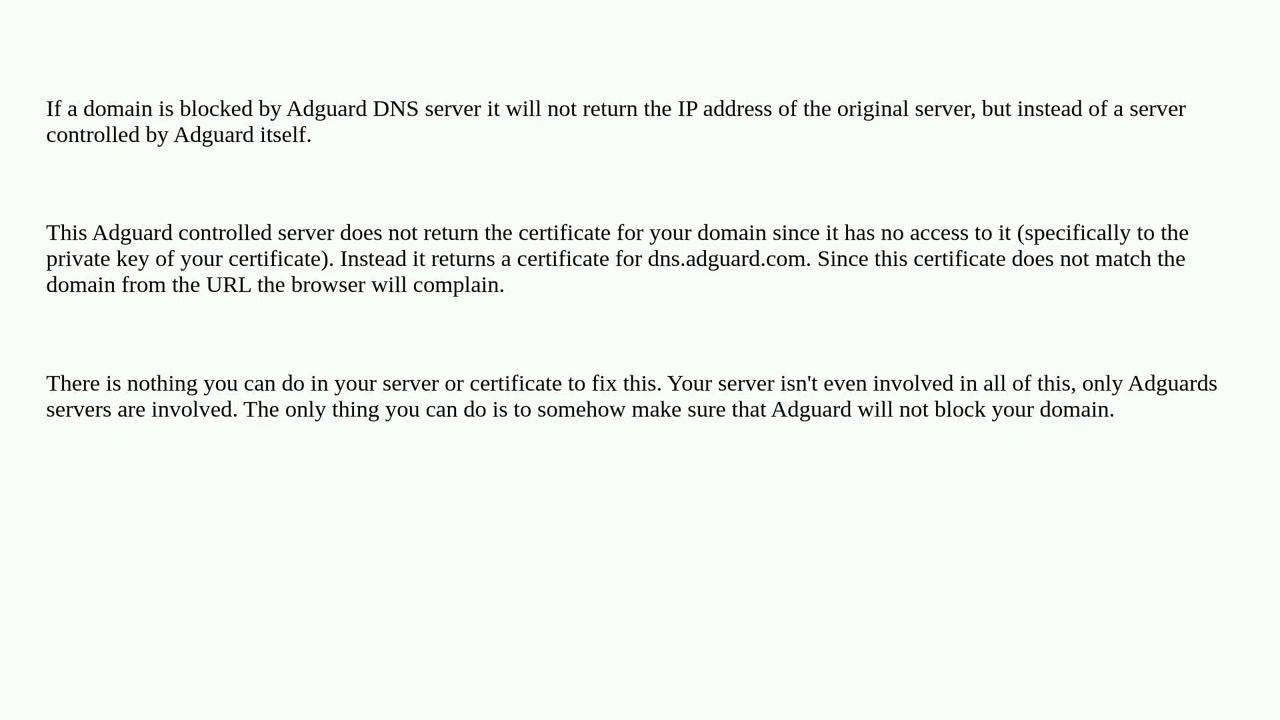 If a domain is blocked by Adguard DNS server it will not return the IP address of the original server, but instead of a server
controlled by Adguard itself.
This Adguard controlled server does not return the certificate for your domain since it has no access to it (specifically to the
private key of your certificate). Instead it returns a certificate for dns.adguard.com. Since this certificate does not match the
domain from the URL the browser will complain.
There is nothing you can do in your server or certificate to fix this. Your server isn't even involved in all of this, only Adguards
servers are involved. The only thing you can do is to somehow make sure that Adguard will not block your domain.